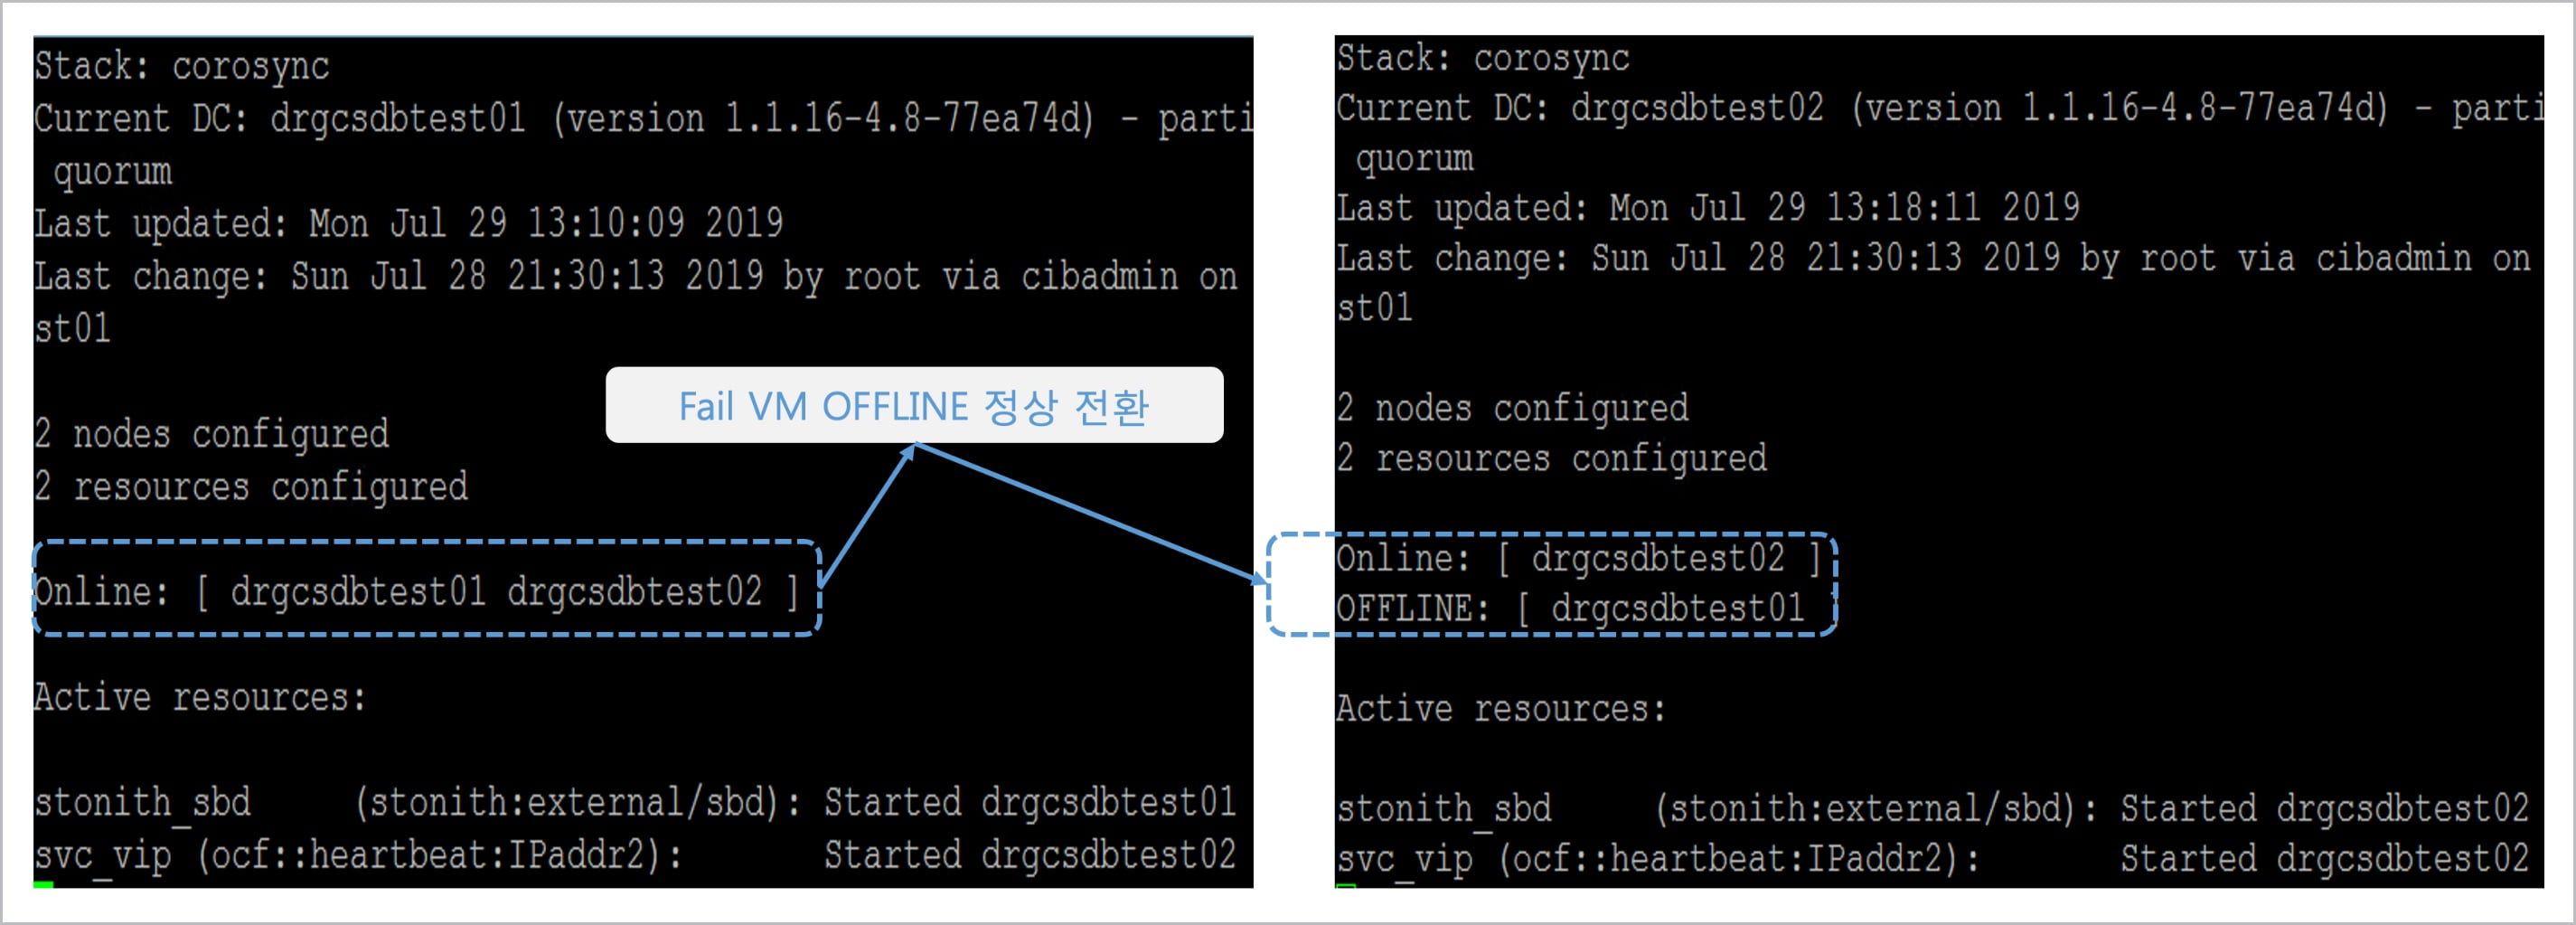 Stack: corosync
Current DC: drgcsdbtest01 (version 1.1.16-4.8-77ea74d) - parti
quorum
Last updated: Mon Jul 29 13:10:09 2019
Last change: Sun Jul 28 21:30:13 2019 by root via cibadmin on
st01
2 nodes configured
2 resources configured
Online: [ drgcsdbtest01 drgcsdbtest02 ]
Active resources:
stonith_sbd (stonith:external/sbd): Started drgcsdbtest01
svc_vip (ocf::heartbeat:IPaddr2): Started drgcsdbtest02
Fail VM OFFLINE 정상 전환
Stack: corosync
Current DC: drgcsdbtest02 (version 1.1.16-4.8-77ea74d) - parti
quorum
Last updated: Mon Jul 29 13:18:11 2019
Last change: Sun Jul 28 21:30:13 2019 by root via cibadmin on
st01
2 nodes configured
2 resources configured
Online: [ drgcsdbtest02 ]
OFFLINE: [ drgcsdbtest01 ]
Active resources:
stonith_sbd (stonith:external/sbd): Started drgcsdbtest02
svc_vip (ocf::heartbeat:IPaddr2): Started drgcsdbtest02